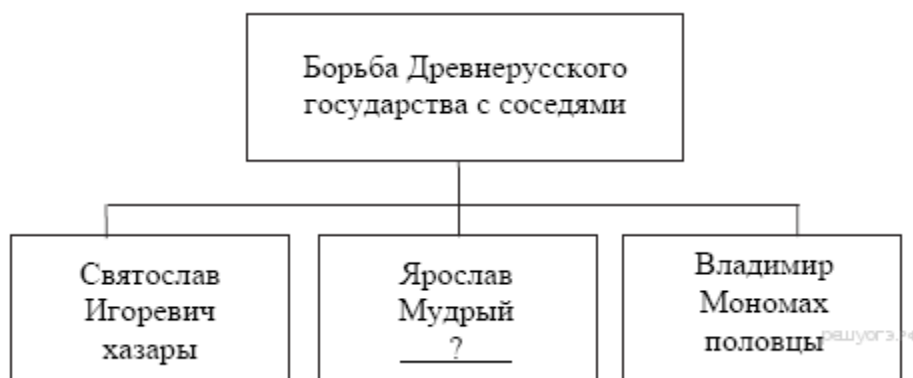 Борьба Древнерусского
государства с соседями
Святослав
Игоревич
хазары
Ярослав
Мудрый
?
Владимир
Мономах
половцы